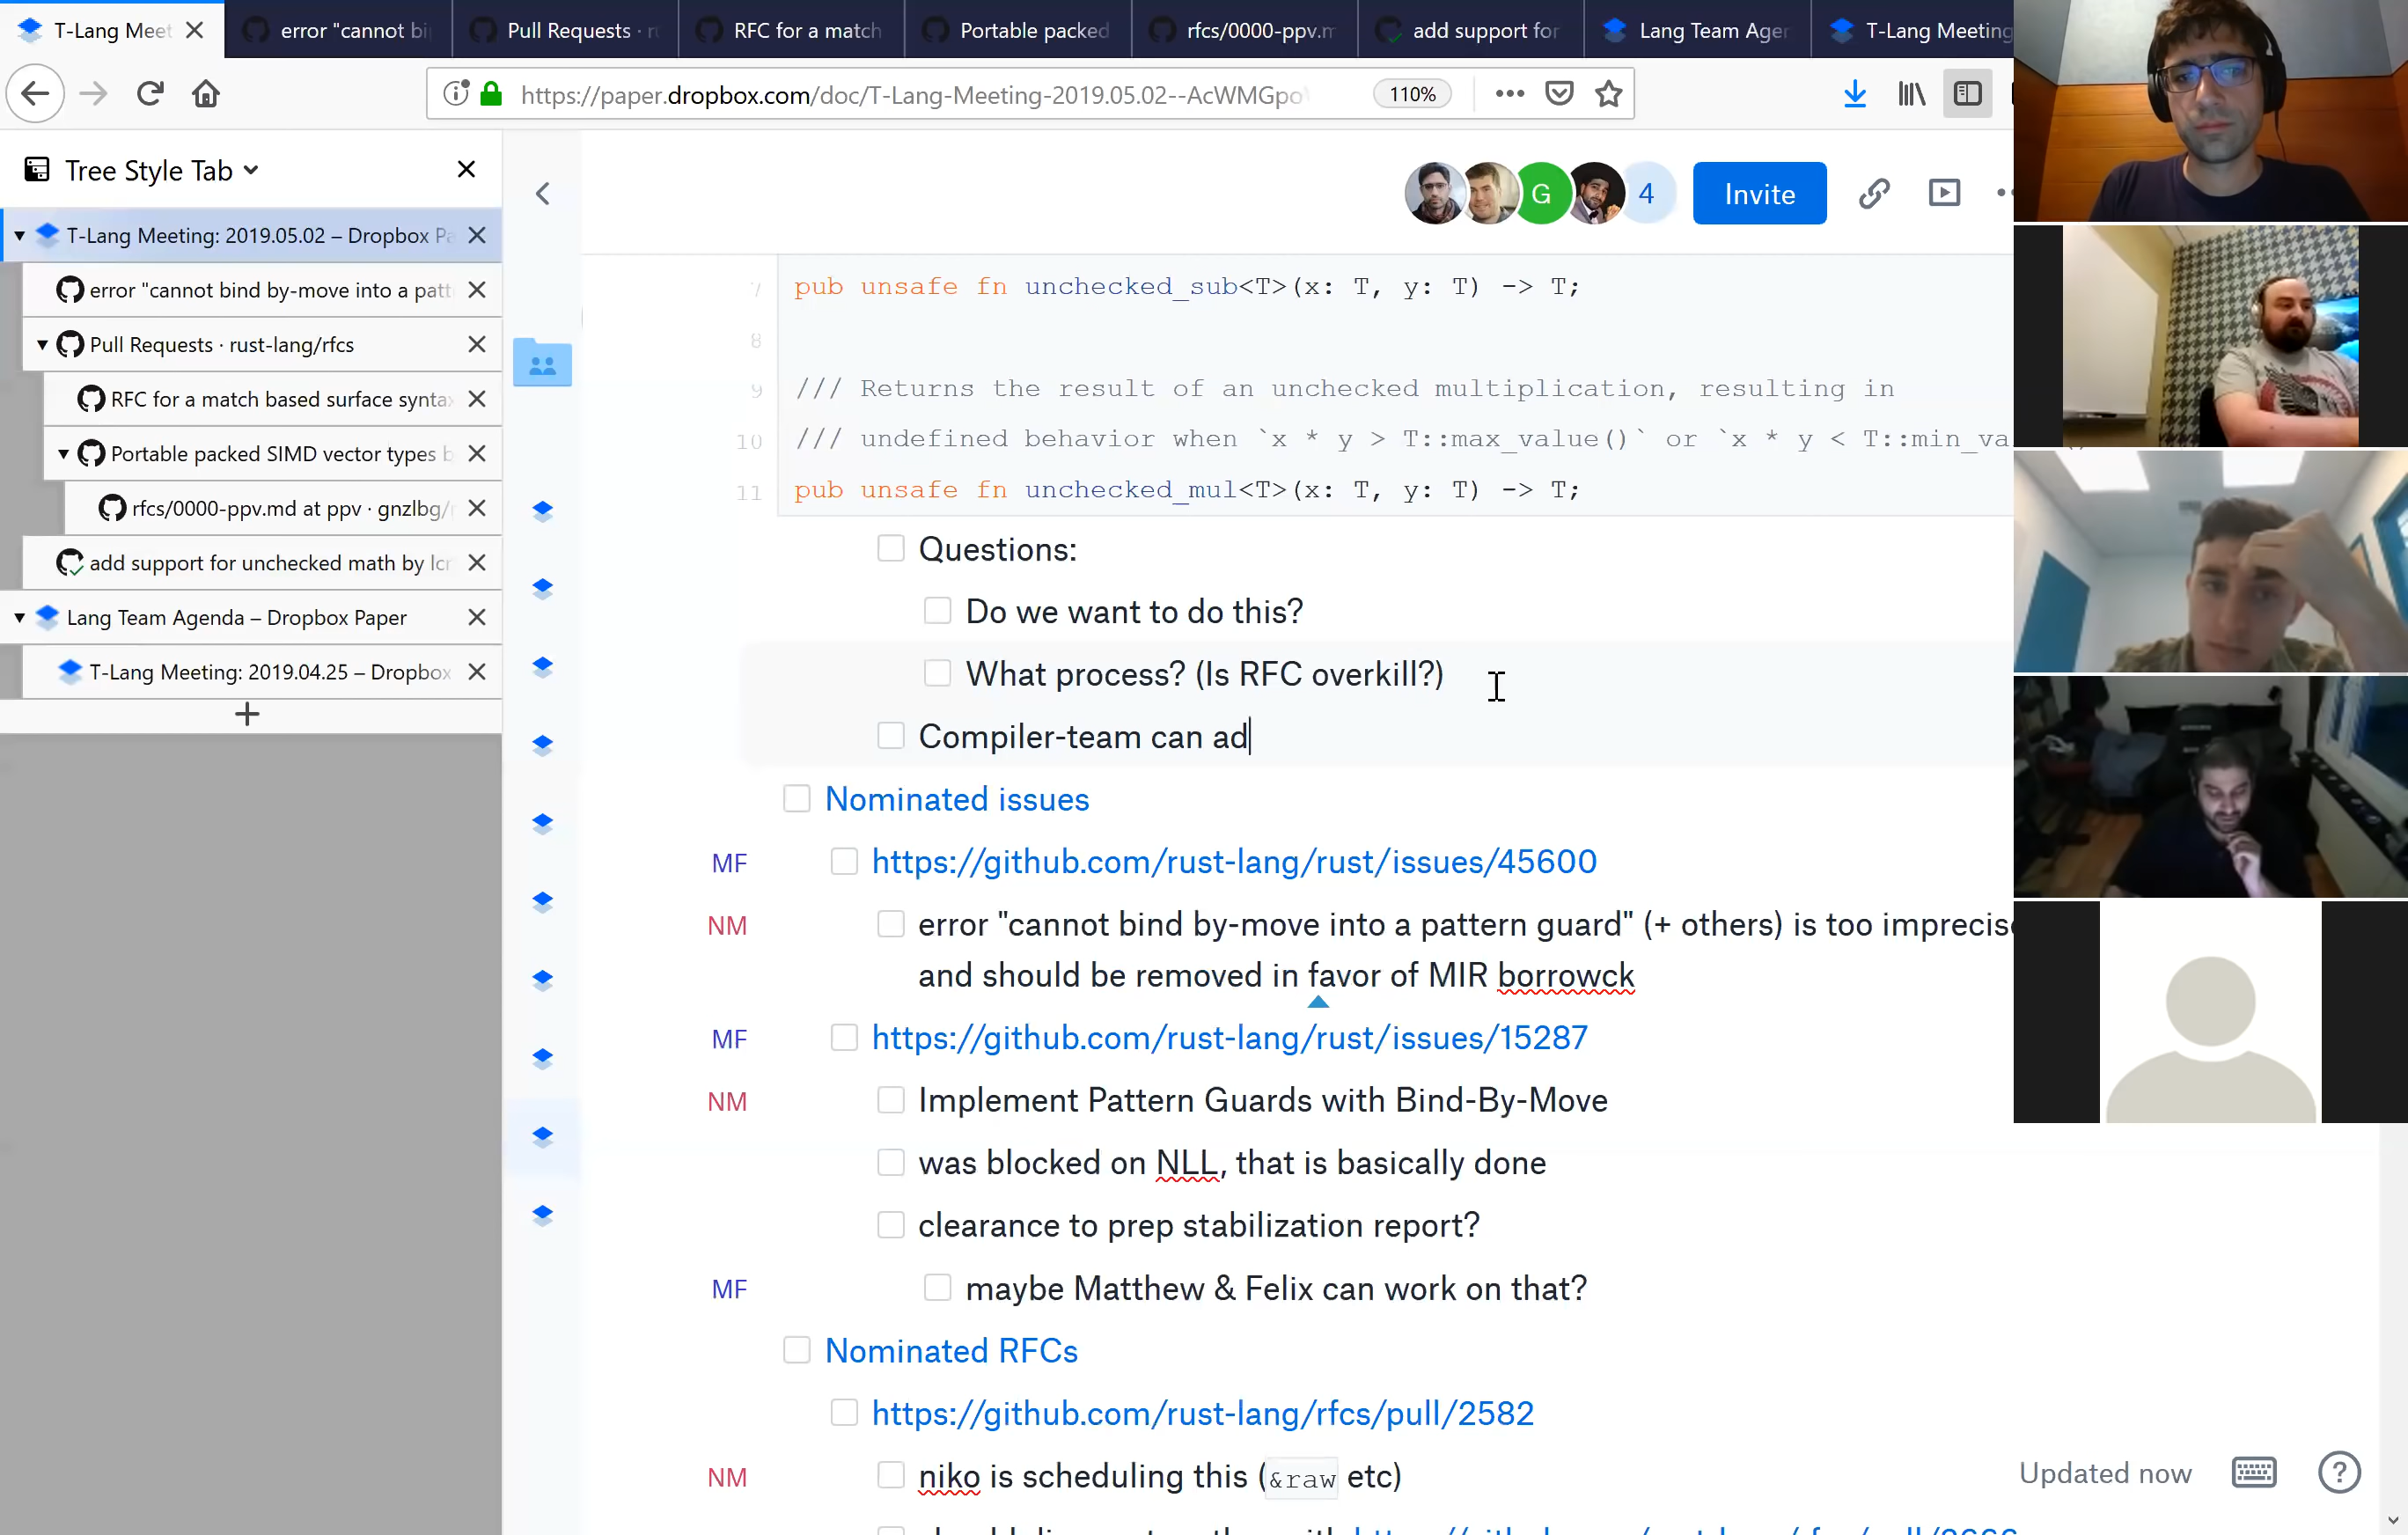 T-Lang Meet
error "cannot bi
Pull Requests · r
RFC for a match
Portable packed
rfcs/0000-ppv.m
add support for
Lang Team Agen
T-Lang Meeting
https://paper.dropbox.com/doc/T-Lang-Meeting-2019.05.02--AcWMGpo
110%
Tree Style Tab
T-Lang Meeting: 2019.05.02 – Dropbox Pa
error "cannot bind by-move into a patt
Pull Requests · rust-lang/rfcs
RFC for a match based surface syntax
Portable packed SIMD vector types b
rfcs/0000-ppv.md at ppv · gnzlbg/r
add support for unchecked math by lcr
Lang Team Agenda – Dropbox Paper
T-Lang Meeting: 2019.04.25 – Dropbox
G
4
Invite
7 pub unsafe fn unchecked_sub<T>(x: T, y: T) -> T;
8
9 /// Returns the result of an unchecked multiplication, resulting in
10 /// undefined behavior when `x * y > T::max_value()` or `x * y < T::min_va
11 pub unsafe fn unchecked_mul<T>(x: T, y: T) -> T;
Questions:
Do we want to do this?
What process? (Is RFC overkill?)
Compiler-team can ad
Nominated issues
MF https://github.com/rust-lang/rust/issues/45600
NM error "cannot bind by-move into a pattern guard" (+ others) is too imprecise
and should be removed in favor of MIR borrowck
MF https://github.com/rust-lang/rust/issues/15287
NM Implement Pattern Guards with Bind-By-Move
was blocked on NLL, that is basically done
clearance to prep stabilization report?
MF maybe Matthew & Felix can work on that?
Nominated RFCs
https://github.com/rust-lang/rfcs/pull/2582
NM niko is scheduling this (&raw etc)
Updated now